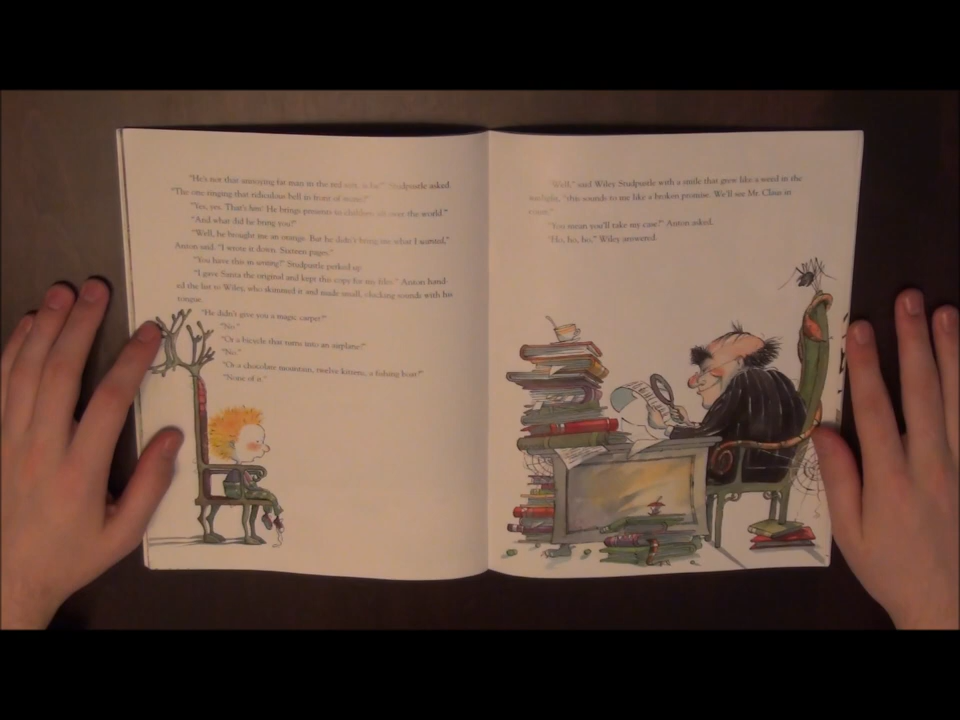 "He's not that annoying fat man in the red suit, is he?" Studpustle asked.
"The one ringing that ridiculous bell in front of stores?"
"Yes, yes. That's him! He brings presents to children all over the world."
"And what did he bring you?"
"Well, he brought me an orange. But he didn't bring me what I wanted,"
Anton said. "I wrote it down. Sixteen pages."
"You have this in writing?" Studpustle perked up.
"I gave Santa the original and kept this copy for my files." Anton hand-
ed the list to Wiley, who skimmed it and made small, clucking sounds with his
tongue.
"He didn't give you a magic carpet?"
"No."
"Or a bicycle that turns into an airplane?"
"No."
"Or a chocolate mountain, twelve kittens, a fishing boat?"
"None of it."
"Well," said Wiley Studpustle with a smile that grew like a weed in the
sunlight, "this sounds to me like a broken promise. We'll see Mr. Claus in
court."
"You mean you'll take my case?" Anton asked.
"Ho, ho, ho," Wiley answered.